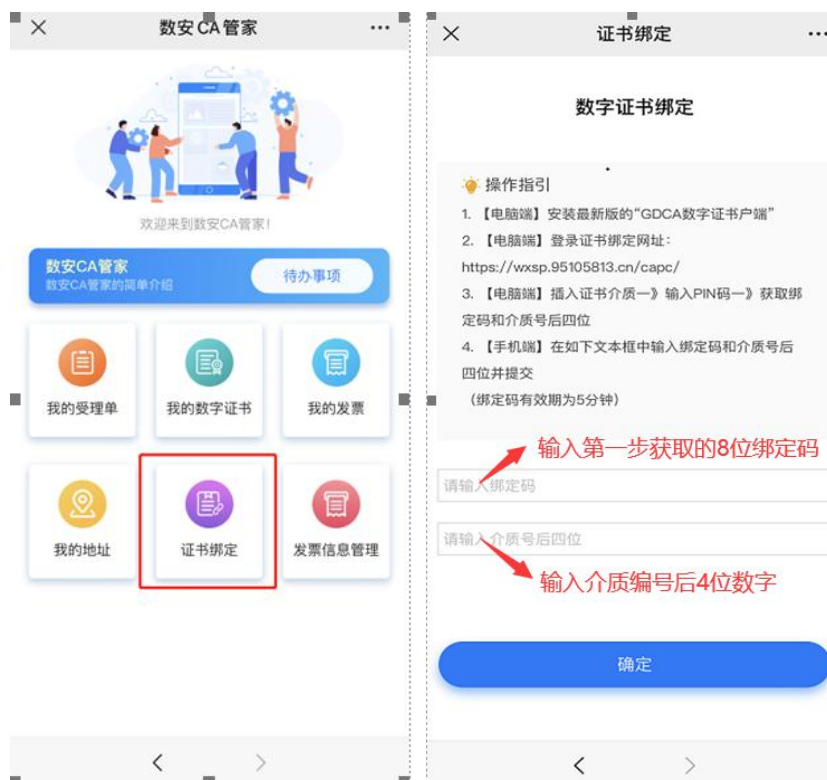 数安CA管家
欢迎来到数安CA管家!
数安CA管家
数安CA管家的简单介绍
待办事项
我的受理单
我的数字证书
我的发票
我的地址
证书绑定
发票信息管理
证书绑定
数字证书绑定
操作指引
1. 【电脑端】安装最新版的“GDCA数字证书户端”
2. 【电脑端】登录证书绑定网址:
https://wxsp.95105813.cn/capc/
3. 【电脑端】插入证书介质一》输入PIN码一》获取绑
定码和介质号后四位
4. 【手机端】在如下文本框中输入绑定码和介质号后
四位并提交
(绑定码有效期为5分钟)
输入第一步获取的8位绑定码
请输入绑定码
请输入介质号后四位
输入介质编号后4位数字
确定